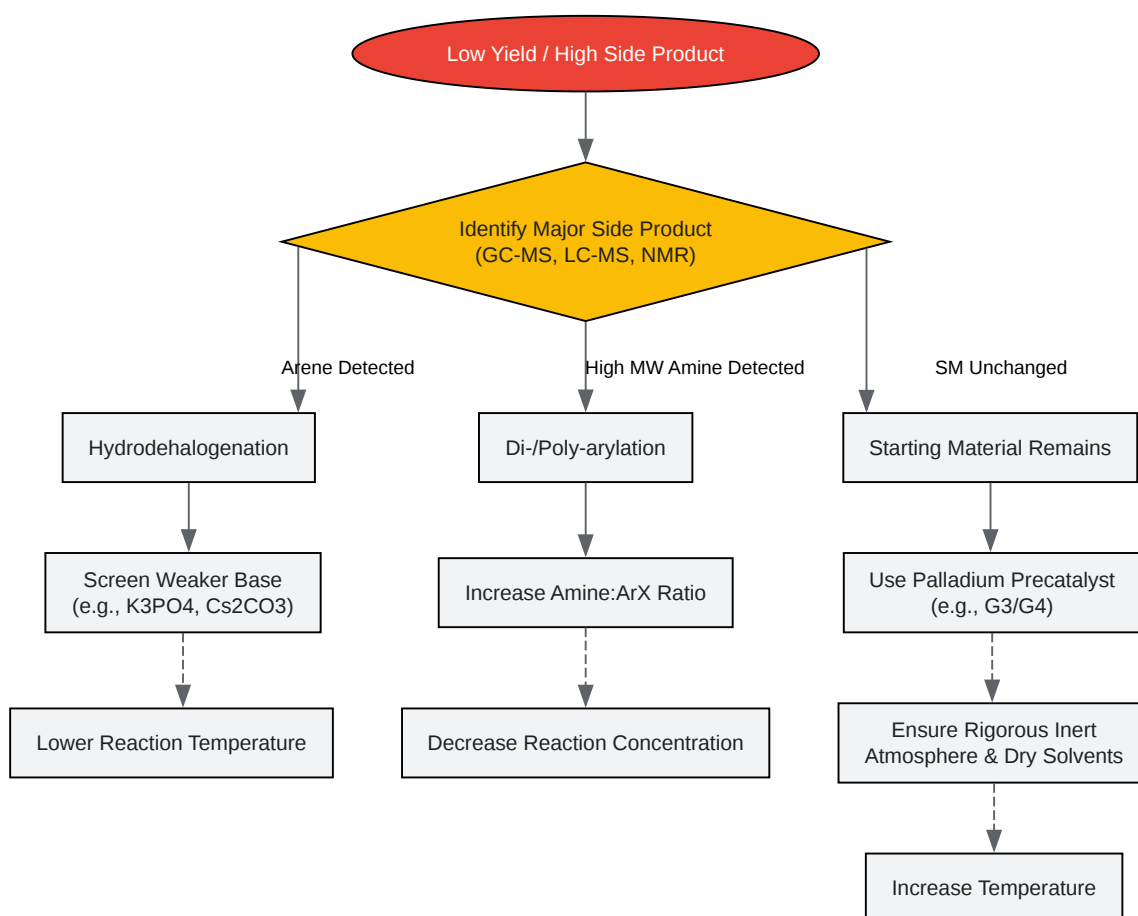 Low Yield / High Side Product
Identify Major Side Product
(GC-MS, LC-MS, NMR)
Arene Detected
High MW Amine Detected
SM Unchanged
Hydrodehalogenation
Di-/Poly-arylation
Starting Material Remains
Screen Weaker Base
(e.g., K3PO4, Cs2CO3)
Increase Amine:ArX Ratio
Use Palladium Precatalyst
(e.g., G3/G4)
Lower Reaction Temperature
Decrease Reaction Concentration
Ensure Rigorous Inert
Atmosphere & Dry Solvents
Increase Temperature